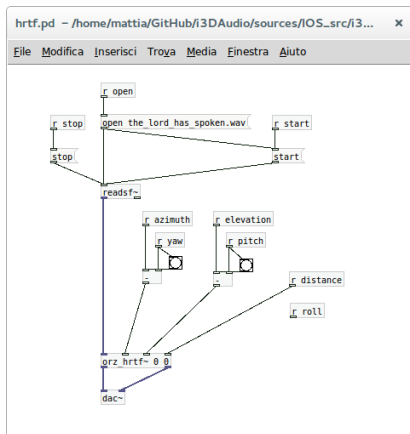 hrtf.pd – /home/mattia/GitHub/i3DAudio/sources/IOS_src/i3... ×
File Modifica Inserisci Trova Media Finestra Aiuto
r open
r stop
open the_lord_has_spoken.wav
r start
stop
start
readsf~
r azimuth
r elevation
r yaw
r pitch
-
-
r distance
r roll
orz_hrtf~ 0 0
dac~